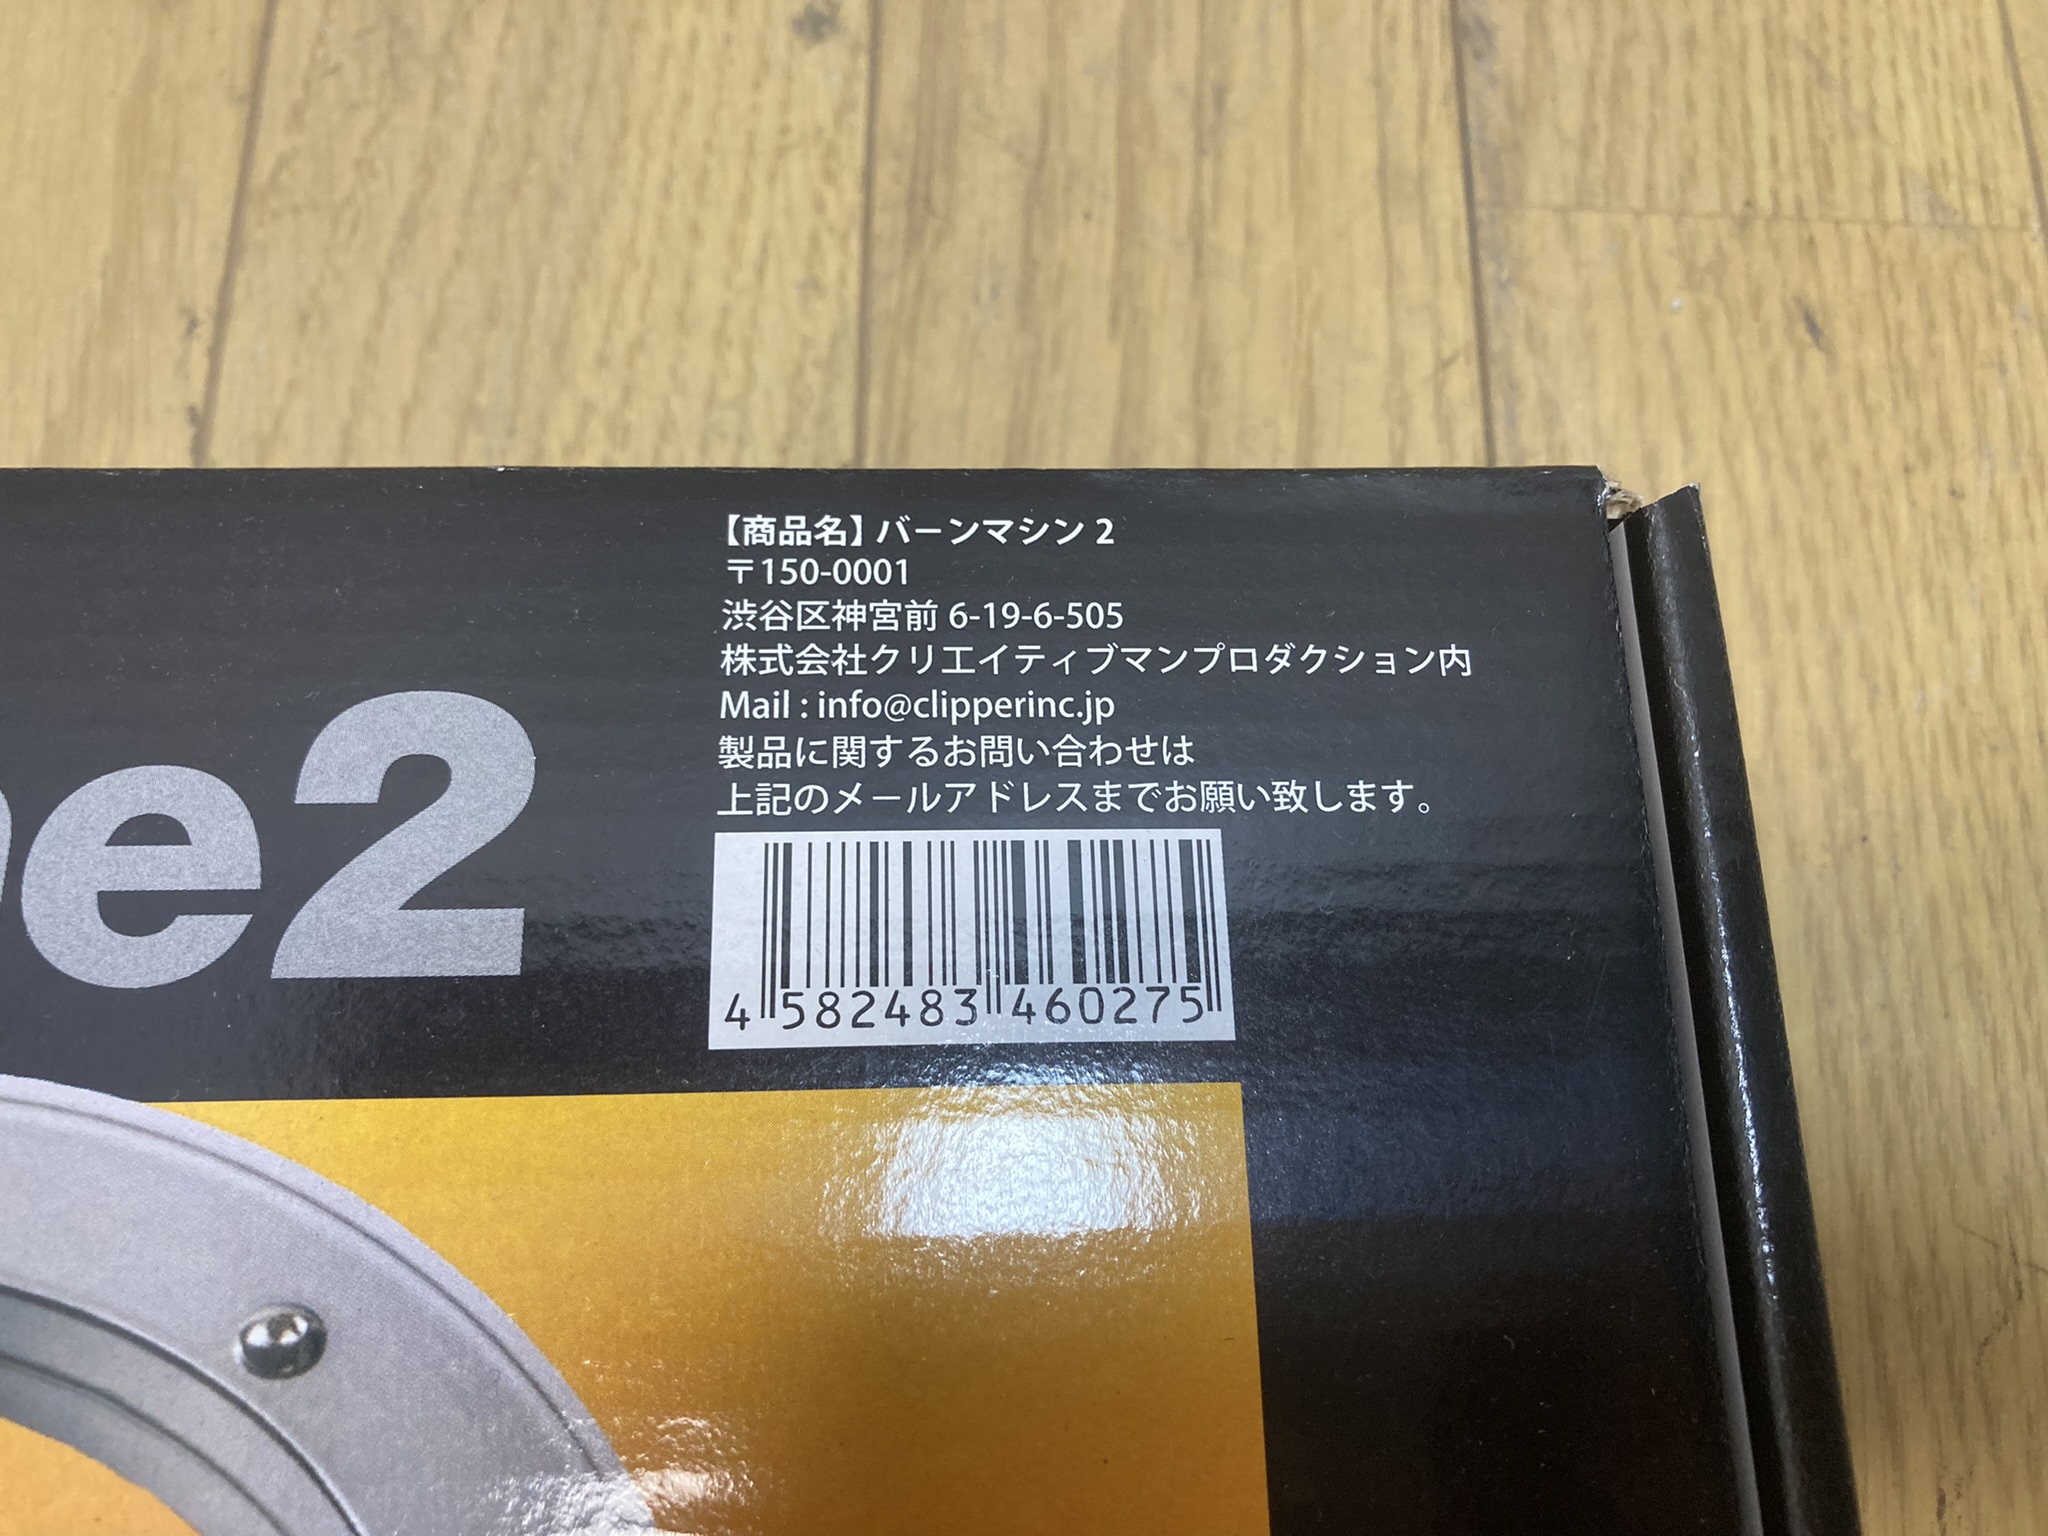 【商品名】バーンマシン 2
〒150-0001
渋谷区神宮前 6-19-6-505
株式会社クリエイティブマンプロダクション内
Mail : info@clipperinc.jp
製品に関するお問い合わせは
上記のメールアドレスまでお願い致します。
ne2
4 582483 460275